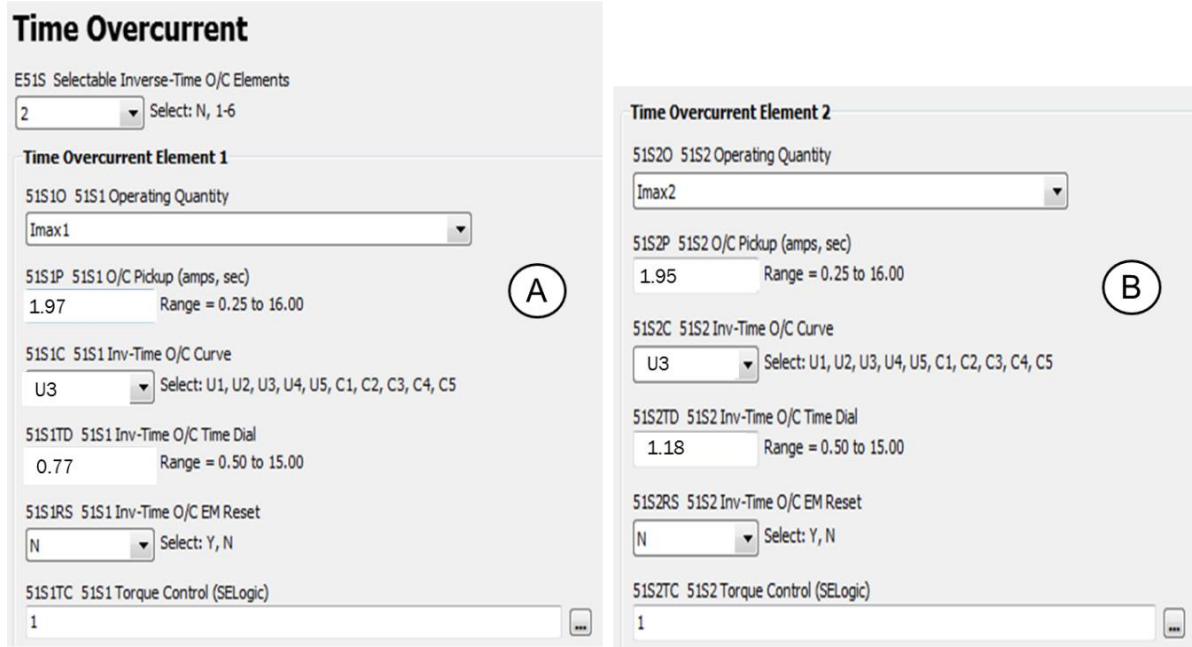 Time Overcurrent
E51S Selectable Inverse-Time O/C Elements
2 Select: N, 1-6
Time Overcurrent Element 1
51S1O 51S1 Operating Quantity
Imax1
51S1P 51S1 O/C Pickup (amps, sec)
1.97 Range = 0.25 to 16.00
A
51S1C 51S1 Inv-Time O/C Curve
U3 Select: U1, U2, U3, U4, U5, C1, C2, C3, C4, C5
51S1TD 51S1 Inv-Time O/C Time Dial
0.77 Range = 0.50 to 15.00
51S1RS 51S1 Inv-Time O/C EM Reset
N Select: Y, N
51S1TC 51S1 Torque Control (SELogic)
1 ...
Time Overcurrent Element 2
51S2O 51S2 Operating Quantity
Imax2
51S2P 51S2 O/C Pickup (amps, sec)
1.95 Range = 0.25 to 16.00
B
51S2C 51S2 Inv-Time O/C Curve
U3 Select: U1, U2, U3, U4, U5, C1, C2, C3, C4, C5
51S2TD 51S2 Inv-Time O/C Time Dial
1.18 Range = 0.50 to 15.00
51S2RS 51S2 Inv-Time O/C EM Reset
N Select: Y, N
51S2TC 51S2 Torque Control (SELogic)
1 ...